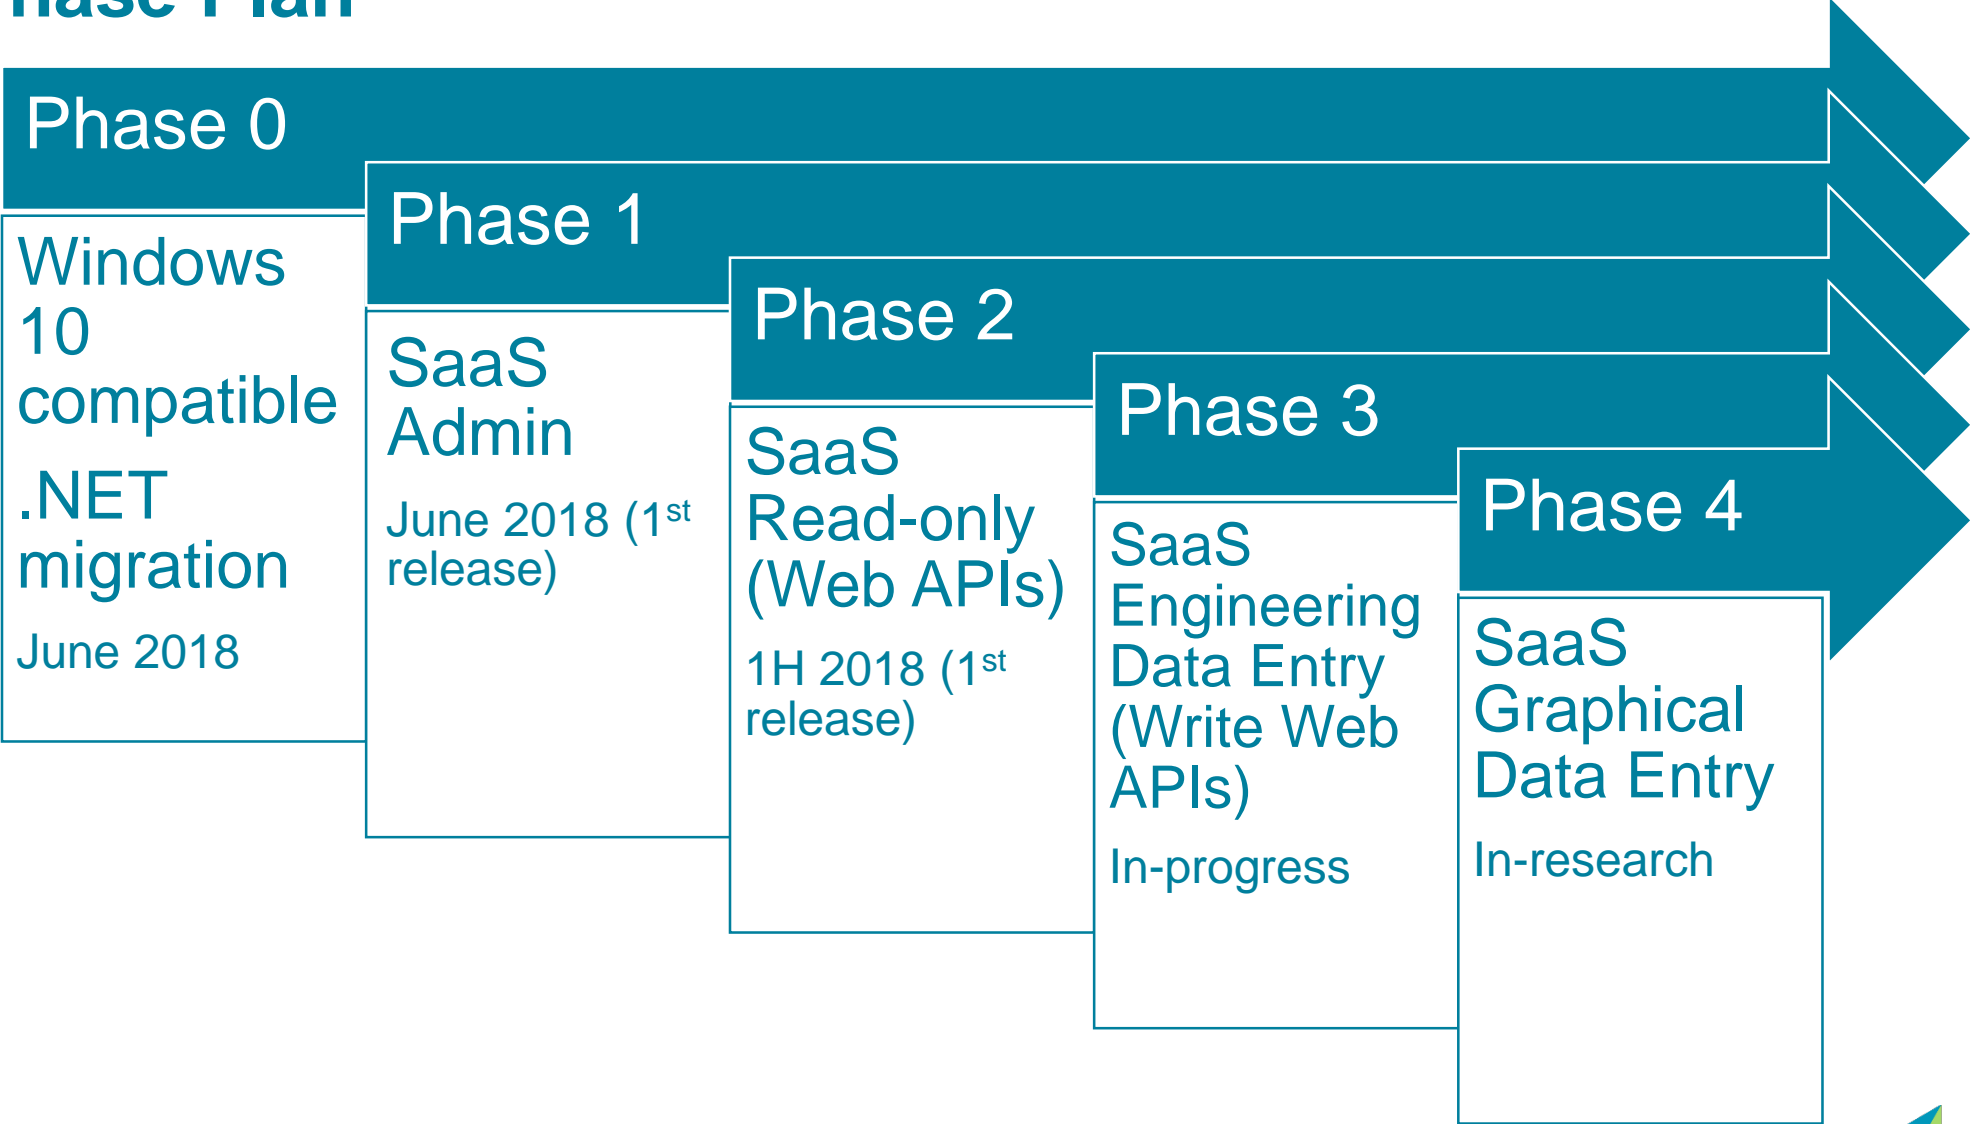 hase Plan
Phase 0
Windows
10
compatible
.NET
migration
June 2018
Phase 1
SaaS
Admin
June 2018 (1st
release)
Phase 2
SaaS
Read-only
(Web APIs)
1H 2018 (1st
release)
Phase 3
SaaS
Engineering
Data Entry
(Write Web
APIs)
In-progress
Phase 4
SaaS
Graphical
Data Entry
In-research